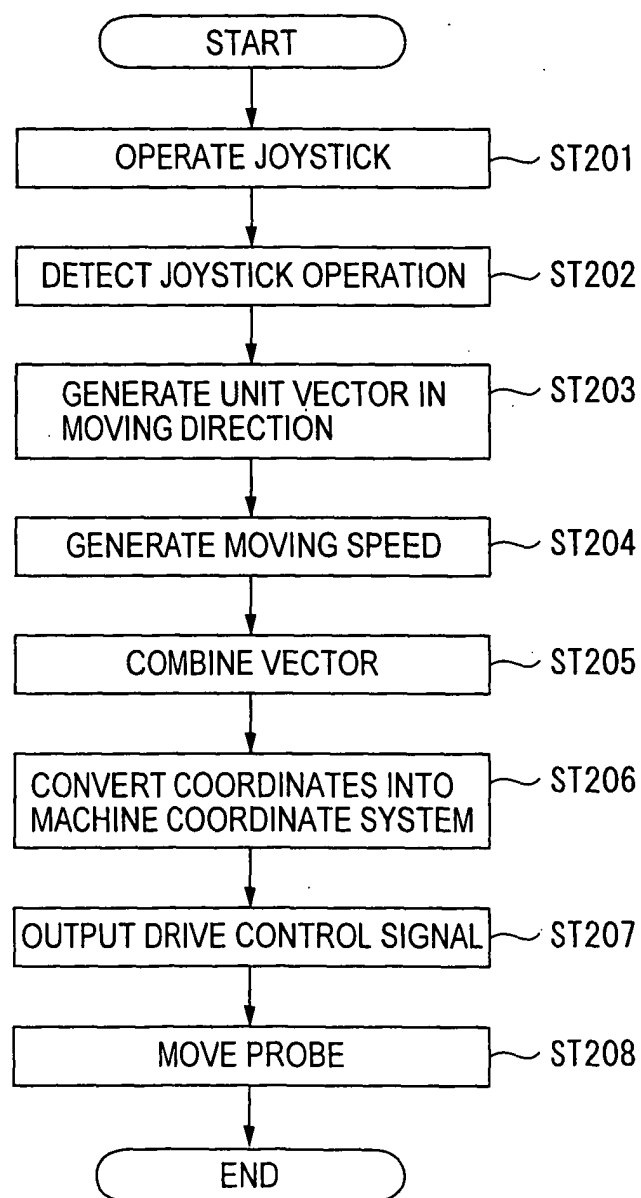 START
OPERATE JOYSTICK ST201
DETECT JOYSTICK OPERATION ST202
GENERATE UNIT VECTOR IN ST203
MOVING DIRECTION
GENERATE MOVING SPEED ST204
COMBINE VECTOR ST205
CONVERT COORDINATES INTO ST206
MACHINE COORDINATE SYSTEM
OUTPUT DRIVE CONTROL SIGNAL ST207
MOVE PROBE ST208
END